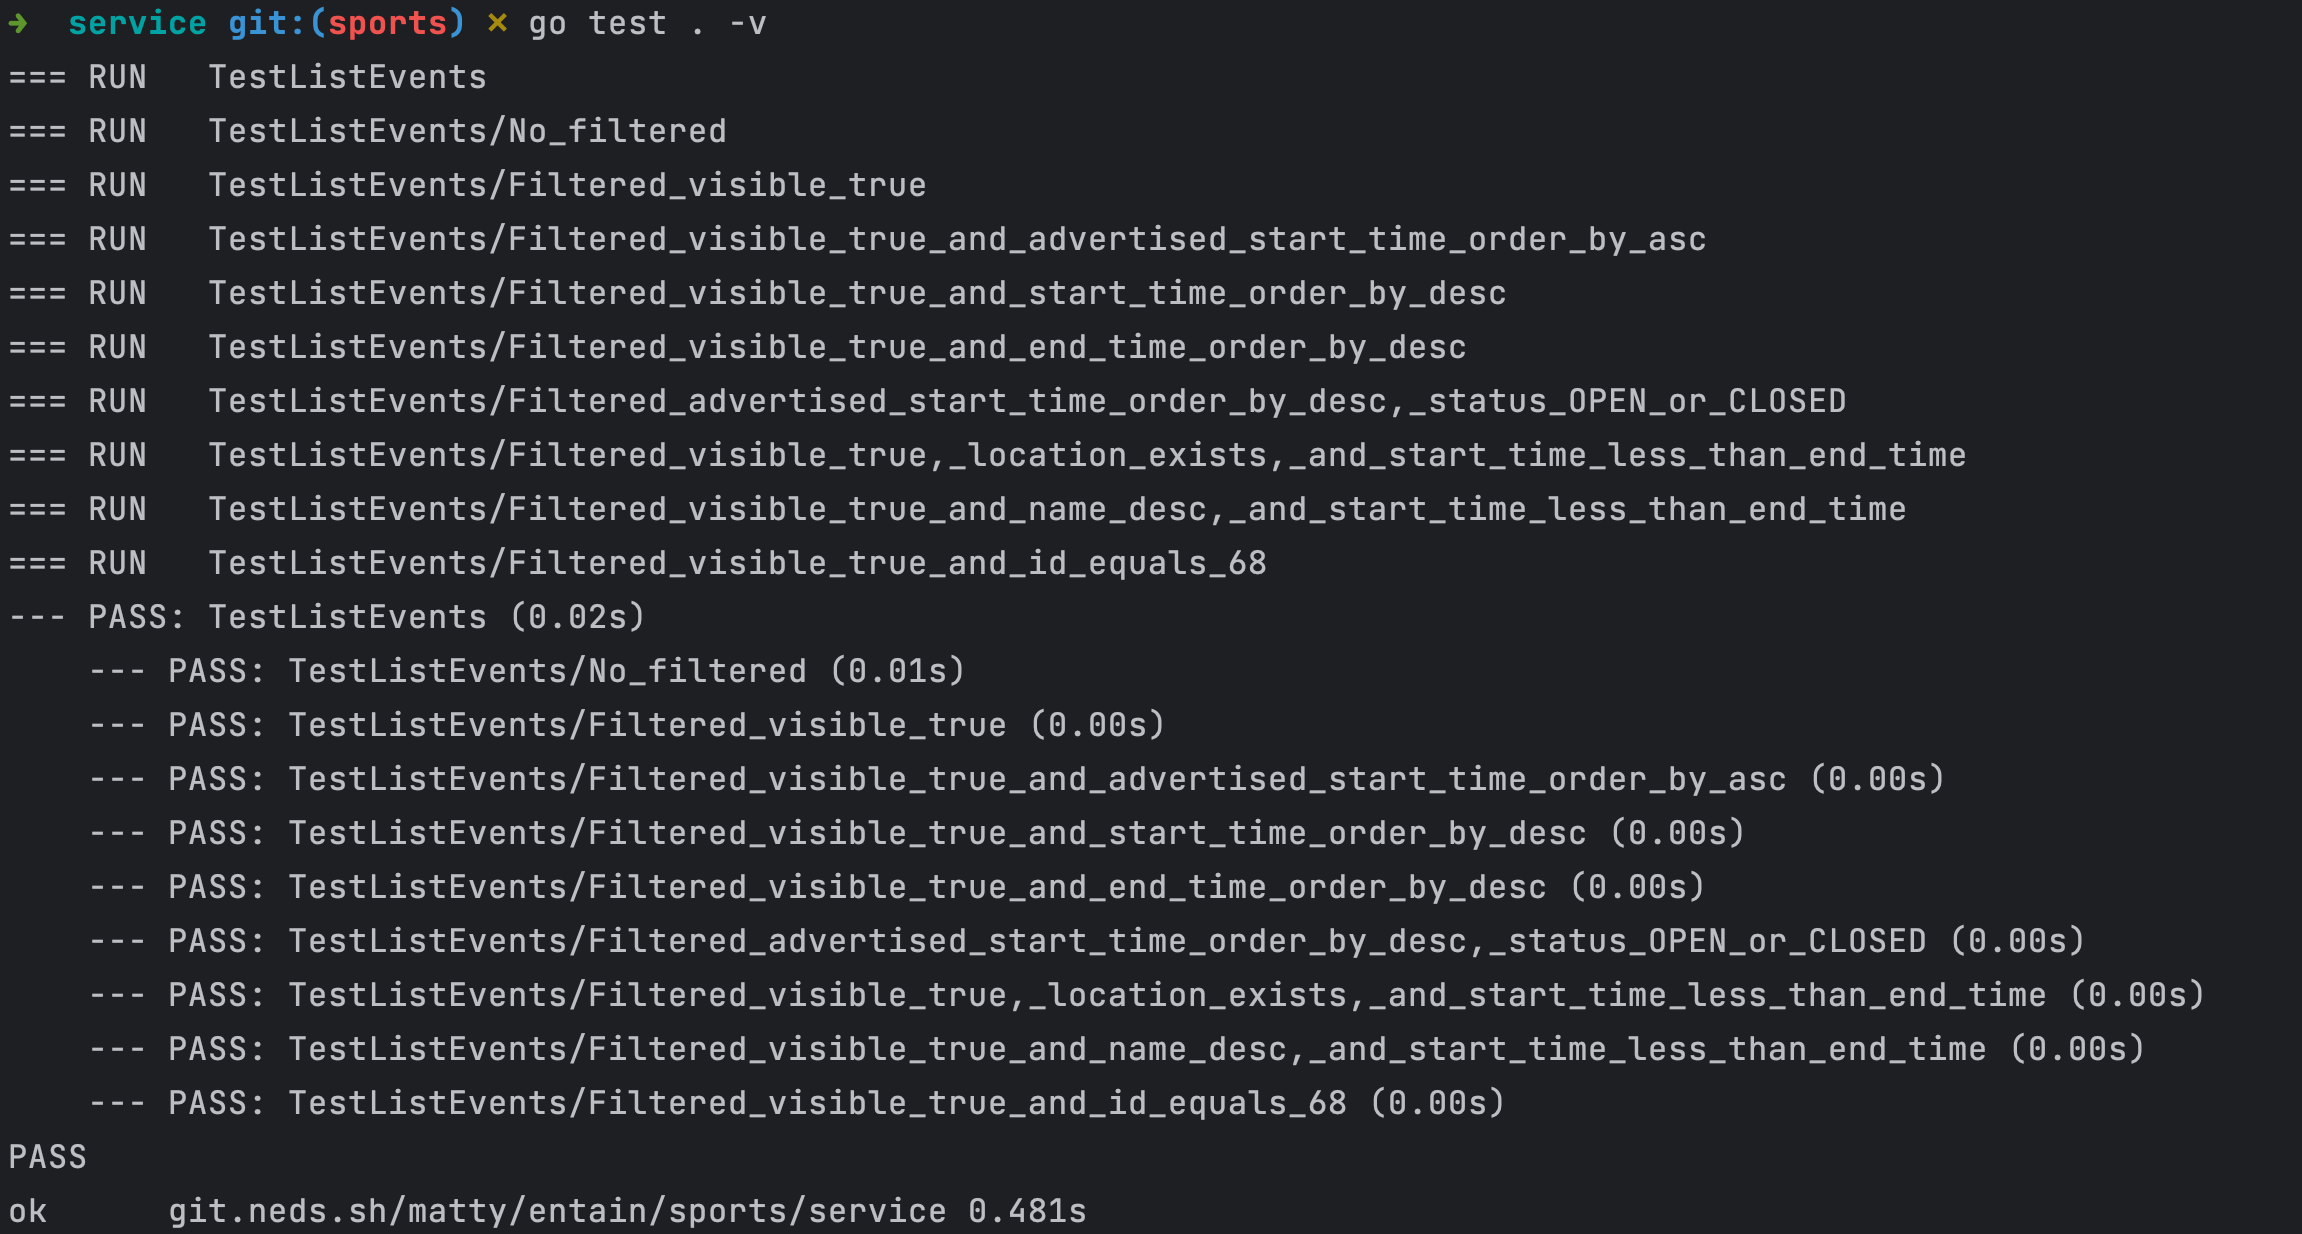 ➜  service git:(sports) ✗ go test . -v
=== RUN   TestListEvents
=== RUN   TestListEvents/No_filtered
=== RUN   TestListEvents/Filtered_visible_true
=== RUN   TestListEvents/Filtered_visible_true_and_advertised_start_time_order_by_asc
=== RUN   TestListEvents/Filtered_visible_true_and_start_time_order_by_desc
=== RUN   TestListEvents/Filtered_visible_true_and_end_time_order_by_desc
=== RUN   TestListEvents/Filtered_advertised_start_time_order_by_desc,_status_OPEN_or_CLOSED
=== RUN   TestListEvents/Filtered_visible_true,_location_exists,_and_start_time_less_than_end_time
=== RUN   TestListEvents/Filtered_visible_true_and_name_desc,_and_start_time_less_than_end_time
=== RUN   TestListEvents/Filtered_visible_true_and_id_equals_68
--- PASS: TestListEvents (0.02s)
    --- PASS: TestListEvents/No_filtered (0.01s)
    --- PASS: TestListEvents/Filtered_visible_true (0.00s)
    --- PASS: TestListEvents/Filtered_visible_true_and_advertised_start_time_order_by_asc (0.00s)
    --- PASS: TestListEvents/Filtered_visible_true_and_start_time_order_by_desc (0.00s)
    --- PASS: TestListEvents/Filtered_visible_true_and_end_time_order_by_desc (0.00s)
    --- PASS: TestListEvents/Filtered_advertised_start_time_order_by_desc,_status_OPEN_or_CLOSED (0.00s)
    --- PASS: TestListEvents/Filtered_visible_true,_location_exists,_and_start_time_less_than_end_time (0.00s)
    --- PASS: TestListEvents/Filtered_visible_true_and_name_desc,_and_start_time_less_than_end_time (0.00s)
    --- PASS: TestListEvents/Filtered_visible_true_and_id_equals_68 (0.00s)
PASS
ok      git.neds.sh/matty/entain/sports/service 0.481s